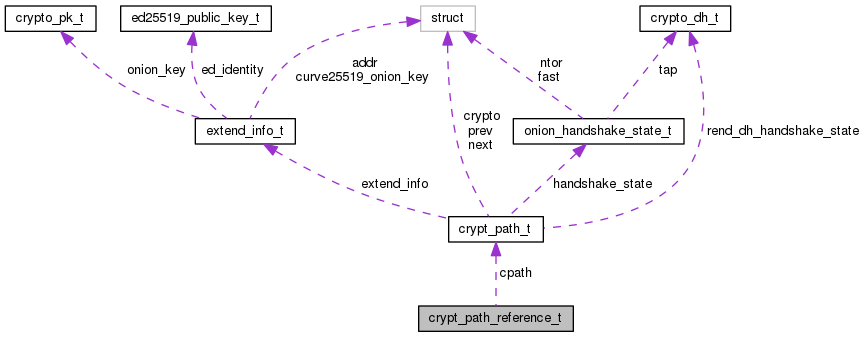 crypto_pk_t
ed25519_public_key_t
struct
crypto_dh_t
onion_key
ed_identity
addr
curve25519_onion_key
ntor
fast
tap
extend_info_t
crypto
prev
next
onion_handshake_state_t
rend_dh_handshake_state
extend_info
handshake_state
crypt_path_t
cpath
crypt_path_reference_t